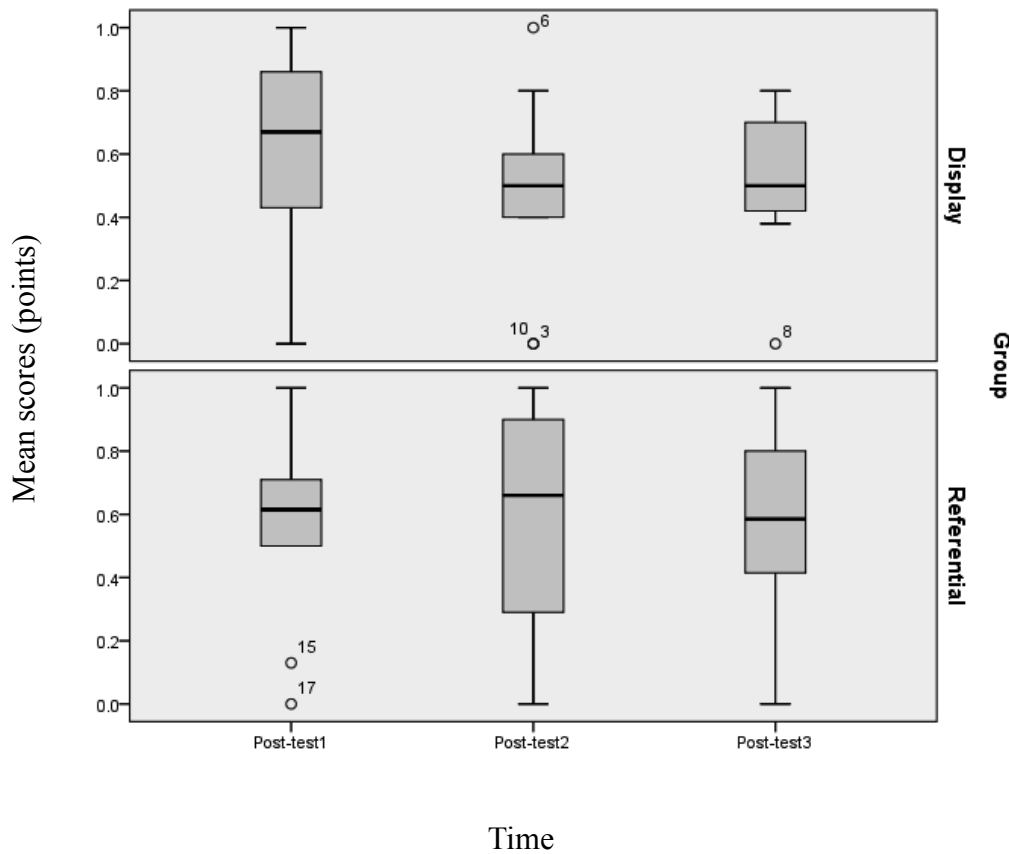 Mean scores (points)
1.0
0.8
0.6
0.4
0.2
0.0
6
10 3
8
Display
1.0
0.8
0.6
0.4
0.2
0.0
15
17
Referential
Group
Post-test1 Post-test2 Post-test3
Time